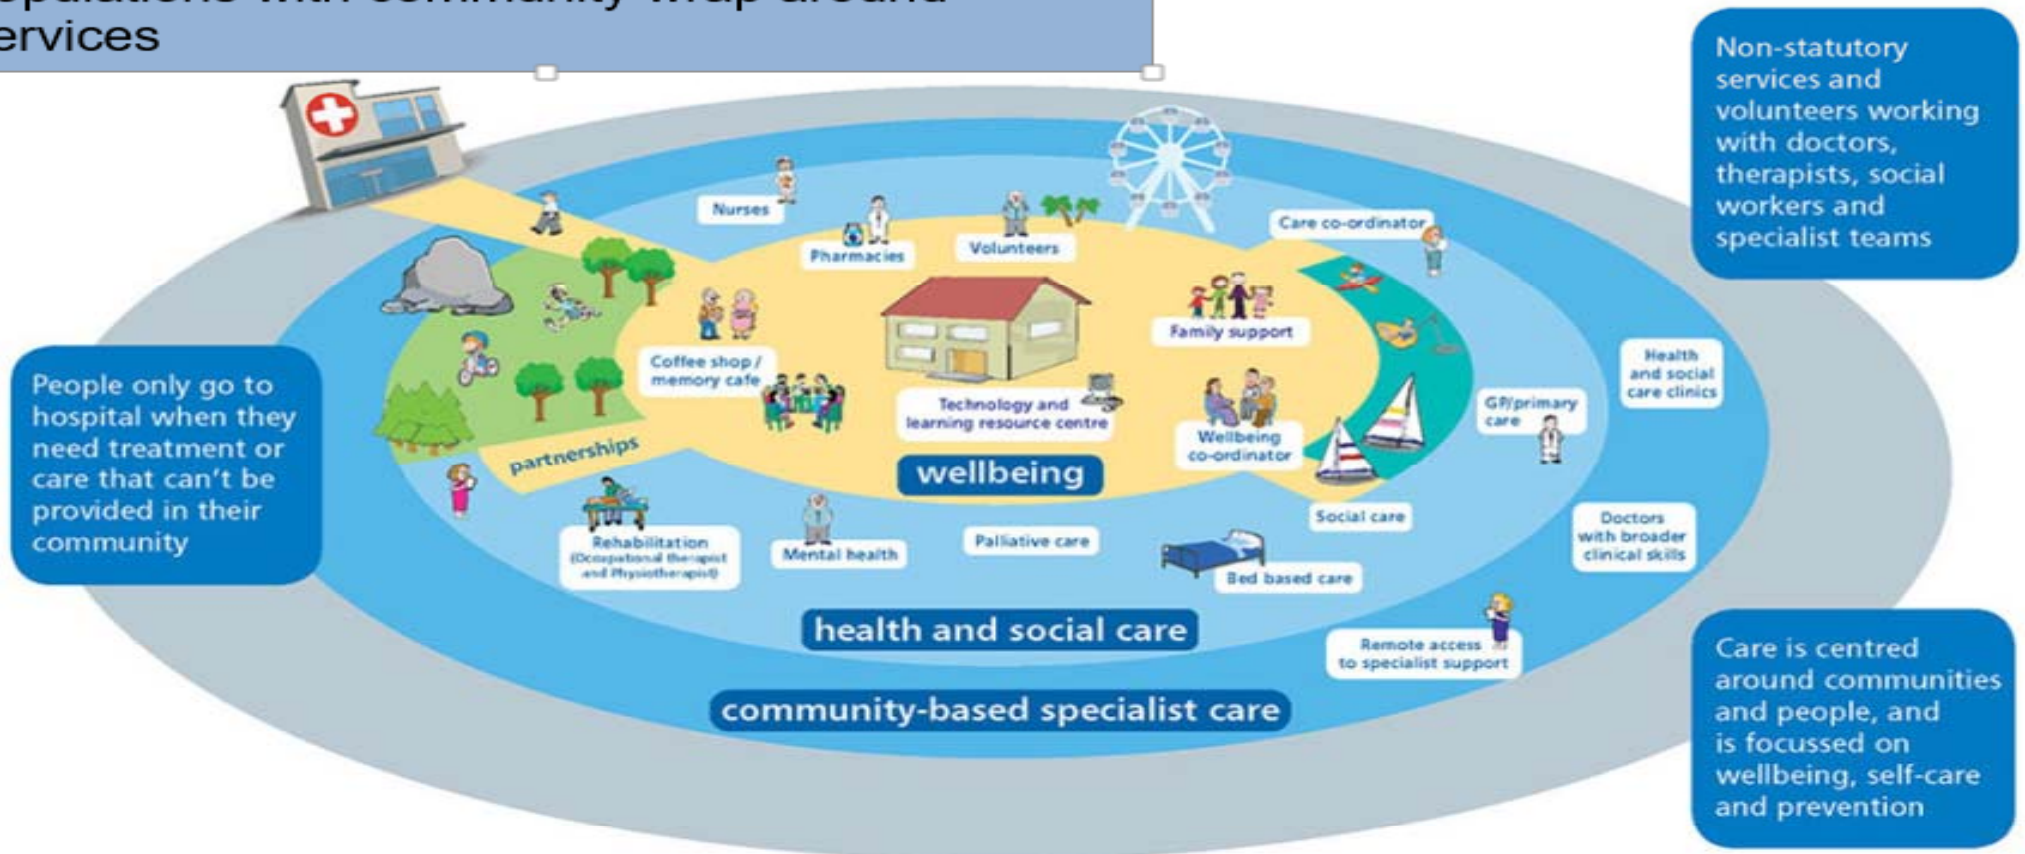 ervices
Non-statutory
services and
volunteers working
with doctors,
therapists, social
workers and
specialist teams
Nurses
Pharmacies
Volunteers
Care co-ordinator
Family support
Coffee shop /
memory cafe
Technology and
learning resource centre
Wellbeing
co-ordinator
Health
and social
care clinics
GP/primary
care
People only go to
hospital when they
need treatment or
care that can't be
provided in their
community
partnerships
wellbeing
Social care
Doctors
with broader
clinical skills
Rehabilitation
(Occupational therapist
and Physiotherapist)
Mental health
Palliative care
Bed based care
health and social care
Remote access
to specialist support
community-based specialist care
Care is centred
around communities
and people, and
is focussed on
wellbeing, self-care
and prevention